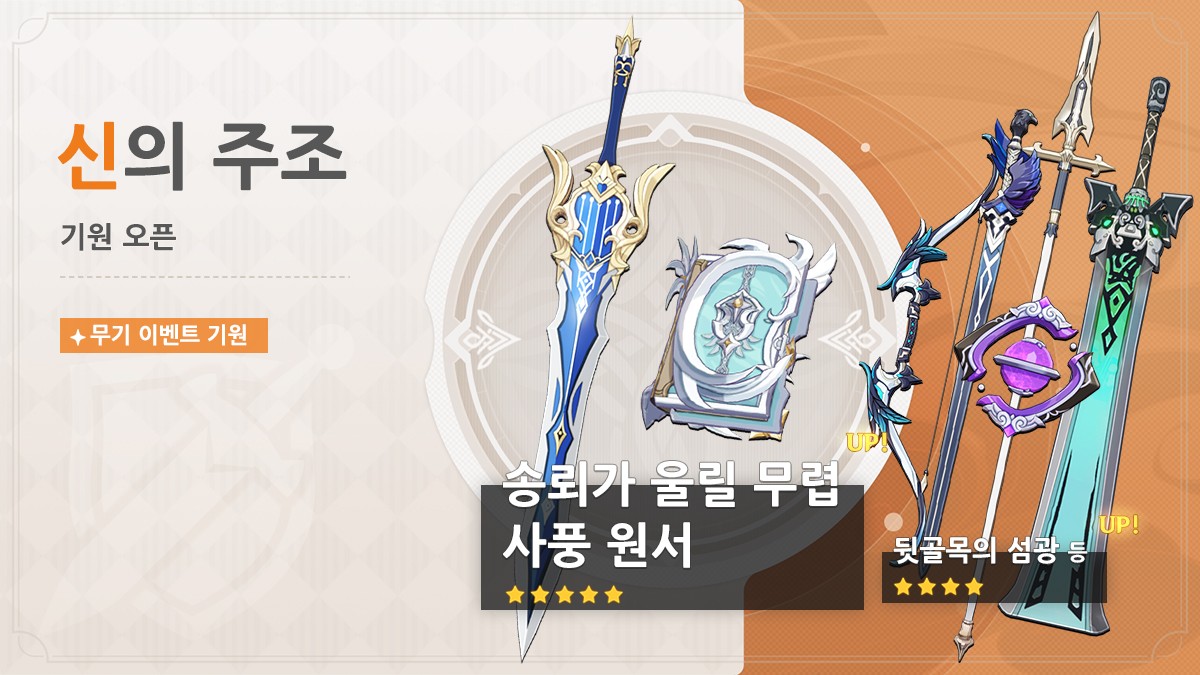 신의 주조
기원 오픈
무기 이벤트 기원
UP!
송뢰가 울릴 무렵
사풍 원서
★★★★★
UP!
뒷골목의 섬광 등
★★★★